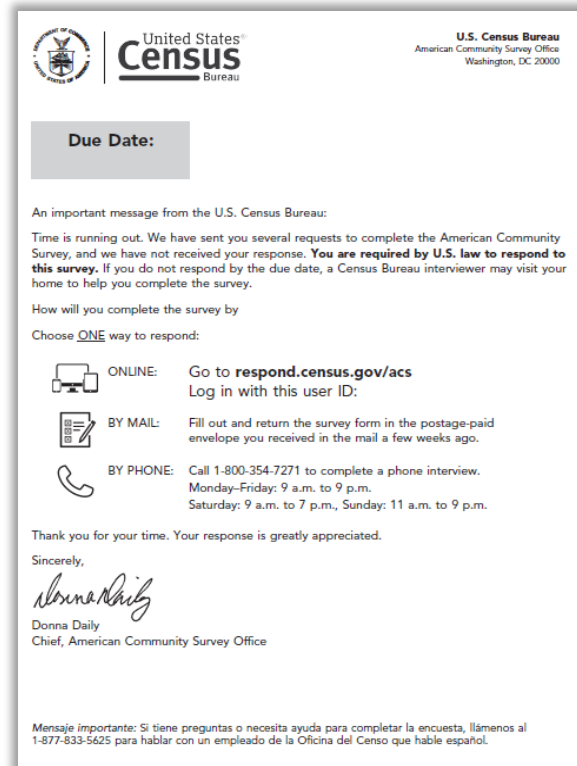 DEPARTMENT OF COMMERCE
UNITED STATES OF AMERICA
United States®
Census
Bureau
U.S. Census Bureau
American Community Survey Office
Washington, DC 20000
Due Date:
An important message from the U.S. Census Bureau:
Time is running out. We have sent you several requests to complete the American Community
Survey, and we have not received your response. You are required by U.S. law to respond to
this survey. If you do not respond by the due date, a Census Bureau interviewer may visit your
home to help you complete the survey.
How will you complete the survey by
Choose ONE way to respond:
ONLINE: Go to respond.census.gov/acs
Log in with this user ID:
BY MAIL: Fill out and return the survey form in the postage-paid
envelope you received in the mail a few weeks ago.
BY PHONE: Call 1-800-354-7271 to complete a phone interview.
Monday–Friday: 9 a.m. to 9 p.m.
Saturday: 9 a.m. to 7 p.m., Sunday: 11 a.m. to 9 p.m.
Thank you for your time. Your response is greatly appreciated.
Sincerely,
Donna Daily
Donna Daily
Chief, American Community Survey Office
Mensaje importante: Si tiene preguntas o necesita ayuda para completar la encuesta, llámenos al
1-877-833-5625 para hablar con un empleado de la Oficina del Censo que hable español.